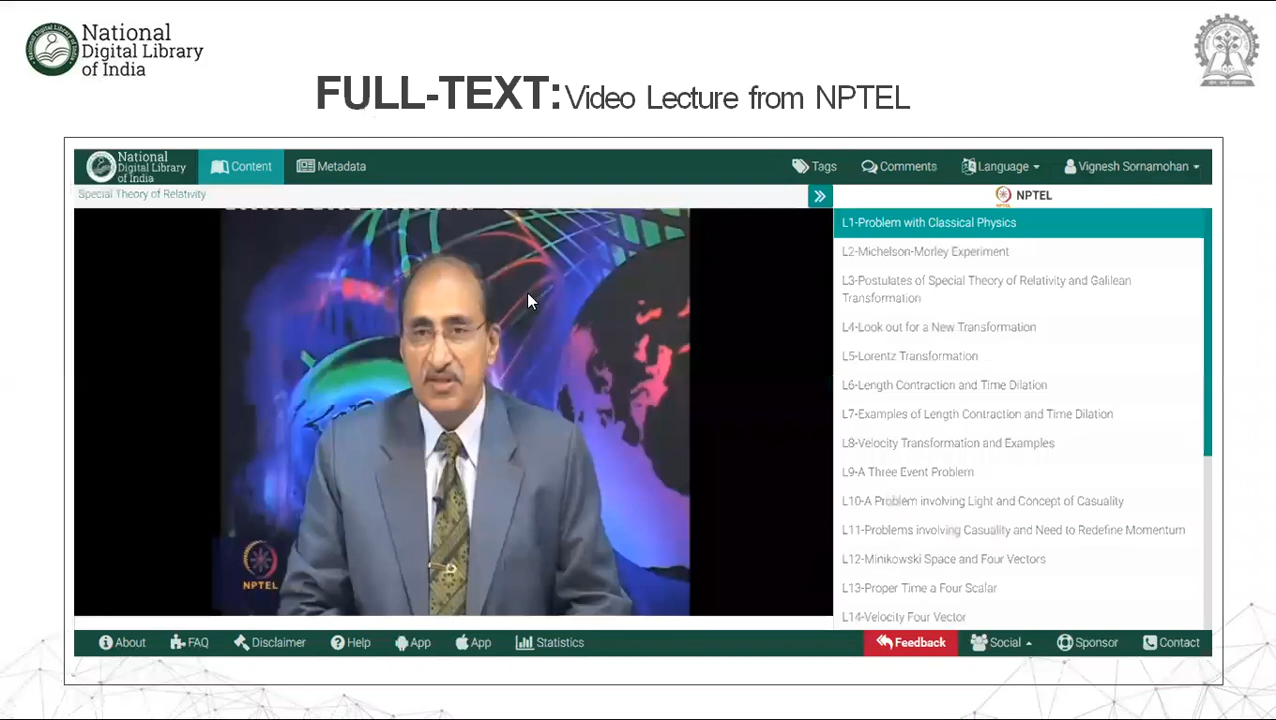 National
Digital Library
of India
FULL-TEXT: Video Lecture from NPTEL
National
Digital Library
of India
Content
Metadata
Tags
Comments
Language
Vignesh Sornamohan
Special Theory of Relativity
NPTEL
L1-Problem with Classical Physics
L2-Michelson-Morley Experiment
L3-Postulates of Special Theory of Relativity and Galilean
Transformation
L4-Look out for a New Transformation
L5-Lorentz Transformation
L6-Length Contraction and Time Dilation
L7-Examples of Length Contraction and Time Dilation
L8-Velocity Transformation and Examples
L9-A Three Event Problem
L10-A Problem involving Light and Concept of Casuality
L11-Problems involving Casuality and Need to Redefine Momentum
L12-Minikowski Space and Four Vectors
L13-Proper Time a Four Scalar
L14-Velocity Four Vector
NPTEL
About
FAQ
Disclaimer
Help
App
App
Statistics
Feedback
Social
Sponsor
Contact